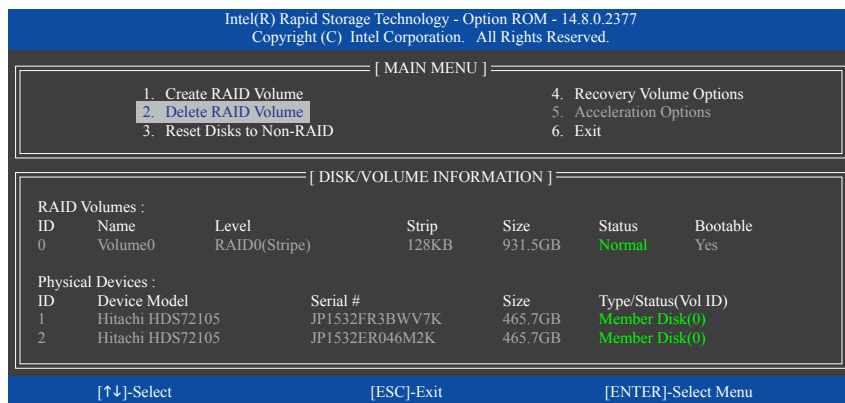 Intel(R) Rapid Storage Technology - Option ROM - 14.8.0.2377
Copyright (C) Intel Corporation. All Rights Reserved.
[ MAIN MENU ]
1. Create RAID Volume
2. Delete RAID Volume
3. Reset Disks to Non-RAID
4. Recovery Volume Options
5. Acceleration Options
6. Exit
[ DISK/VOLUME INFORMATION ]
RAID Volumes :
ID Name Level Strip Size Status Bootable
0 Volume0 RAID0(Stripe) 128KB 931.5GB Normal Yes
Physical Devices :
ID Device Model Serial # Size Type/Status(Vol ID)
1 Hitachi HDS72105 JP1532FR3BWV7K 465.7GB Member Disk(0)
2 Hitachi HDS72105 JP1532ER046M2K 465.7GB Member Disk(0)
[↑↓]-Select [ESC]-Exit [ENTER]-Select Menu